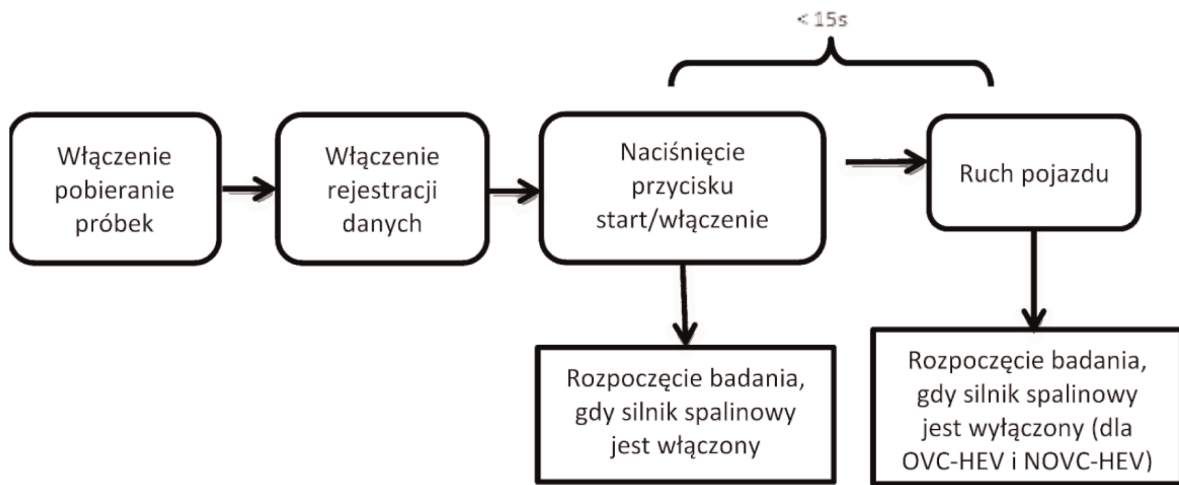 < 15s
Włączenie
pobieranie
próbek
Włączenie
rejestracji
danych
Naciśnięcie
przycisku
start/włączenie
Ruch pojazdu
Rozpoczęcie badania,
gdy silnik spalinowy
jest włączony
Rozpoczęcie badania,
gdy silnik spalinowy
jest wyłączony (dla
OVC-HEV i NOVC-HEV)